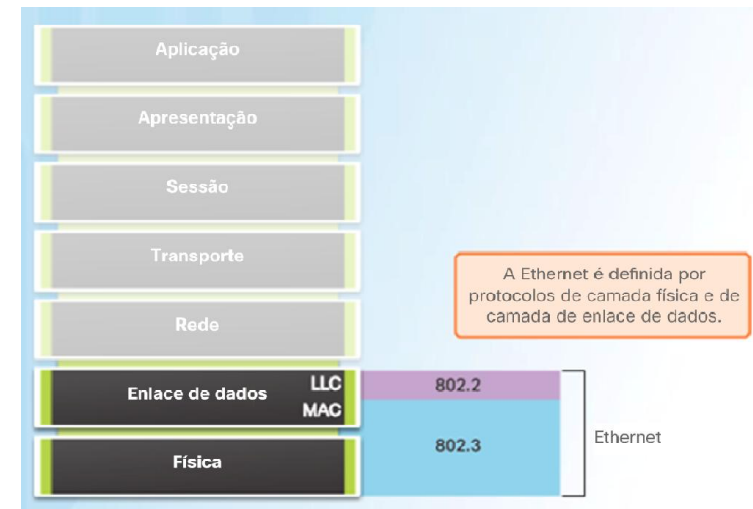 Aplicação
Apresentação
Sessão
Transporte
Rede
A Ethernet é definida por
protocolos de camada física e de
camada de enlace de dados.
Enlace de dados
LLC
MAC
802.2
Física
802.3
Ethernet